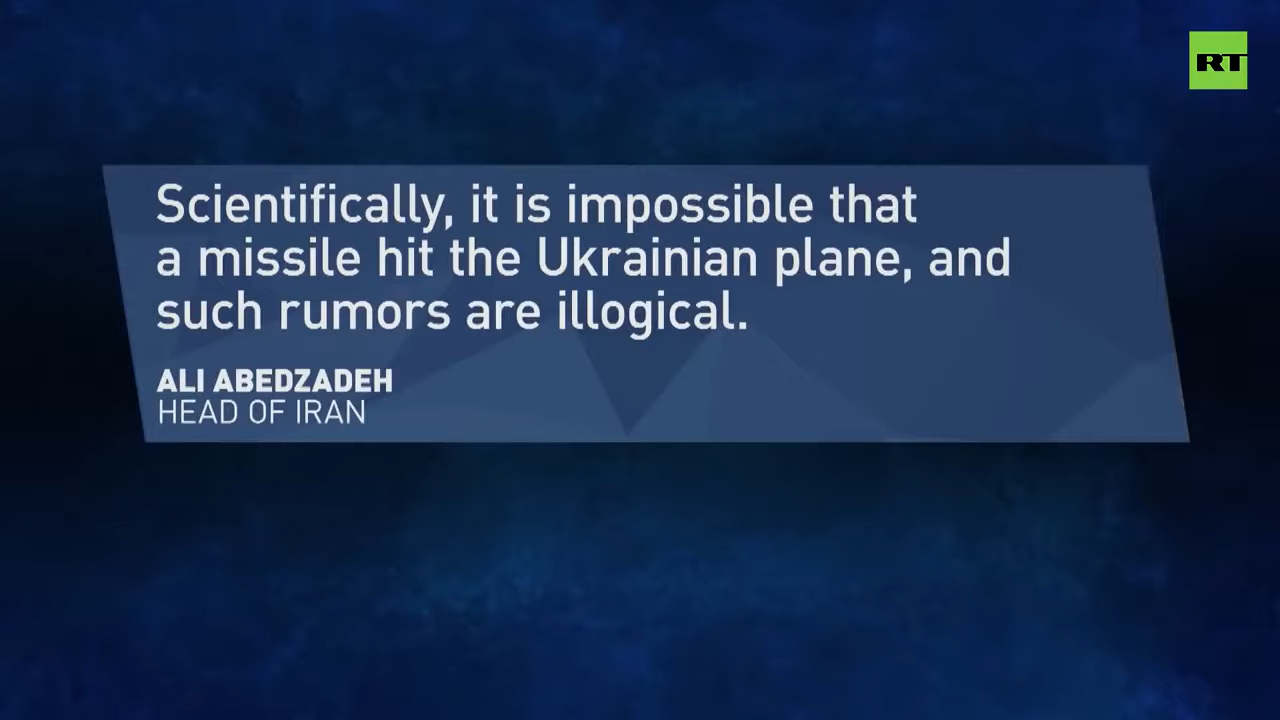 RT
Scientifically, it is impossible that
a missile hit the Ukrainian plane, and
such rumors are illogical.
ALI ABEDZADEH
HEAD OF IRAN